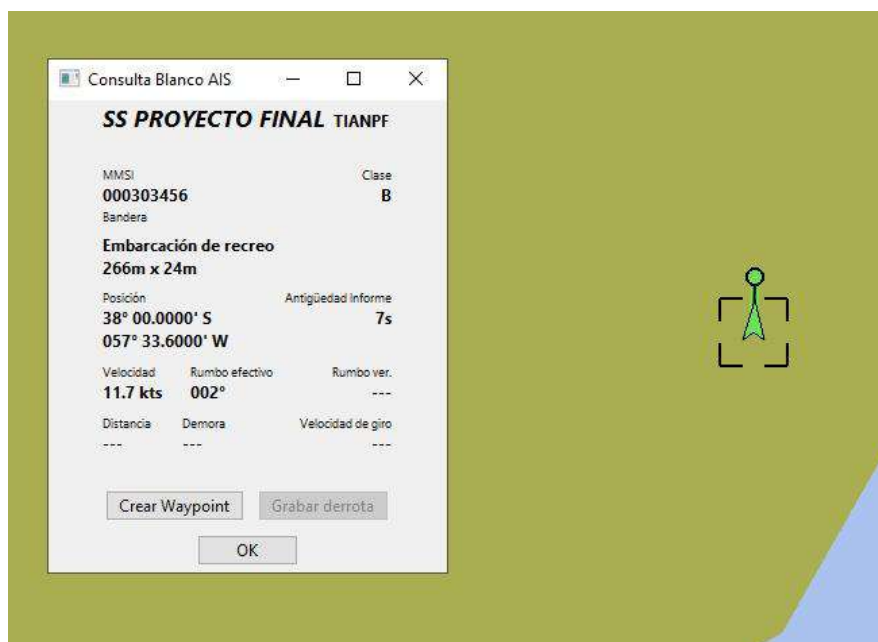 Consulta Blanco AIS
SS PROYECTO FINAL TIANPF
MMSI Clase
000303456 B
Bandera
Embarcación de recreo
266m x 24m
Posición Antigüedad Informe
38° 00.0000' S 7s
057° 33.6000' W
Velocidad Rumbo efectivo Rumbo ver.
11.7 kts 002° ---
Distancia Demora Velocidad de giro
--- --- ---
Crear Waypoint Grabar derrota
OK